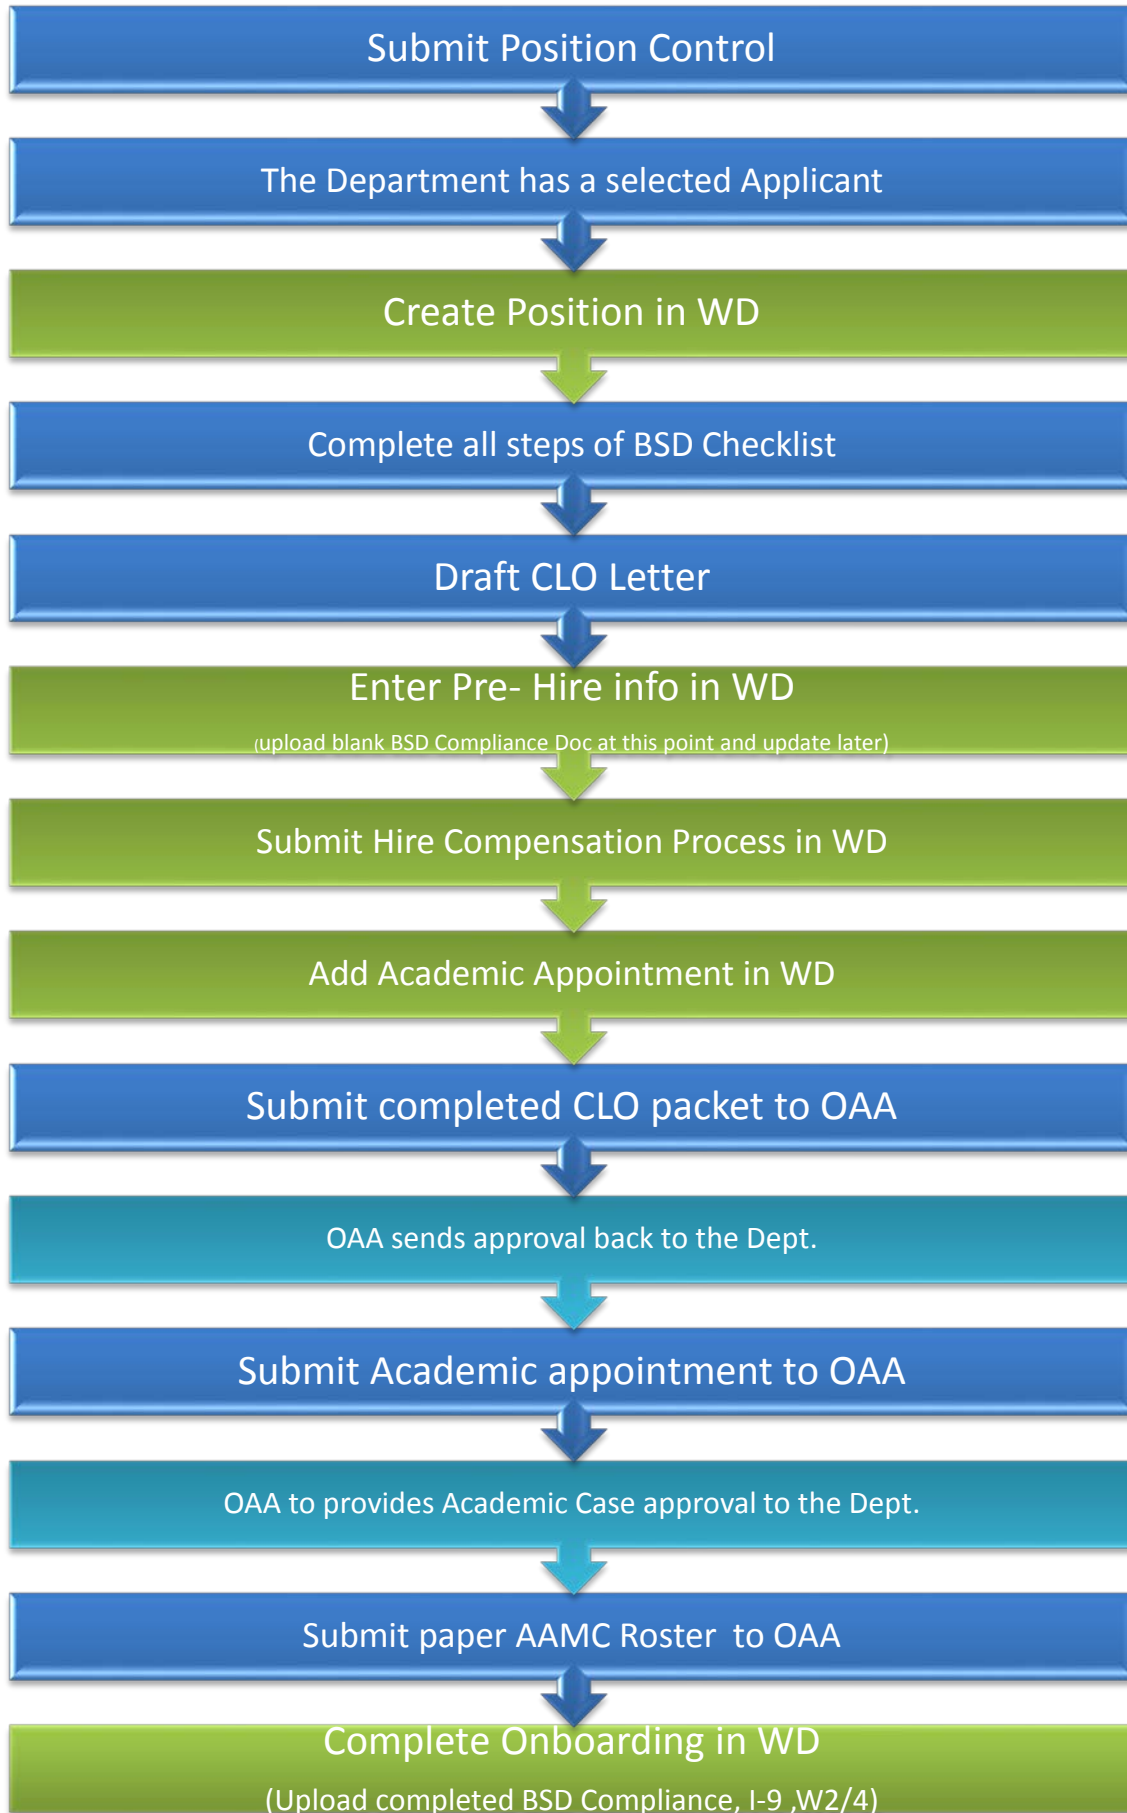 Submit Position Control
The Department has a selected Applicant
Create Position in WD
Complete all steps of BSD Checklist
Draft CLO Letter
Enter Pre- Hire info in WD
(upload blank BSD Compliance Doc at this point and update later)
Submit Hire Compensation Process in WD
Add Academic Appointment in WD
Submit completed CLO packet to OAA
OAA sends approval back to the Dept.
Submit Academic appointment to OAA
OAA to provides Academic Case approval to the Dept.
Submit paper AAMC Roster  to OAA
Complete Onboarding in WD
(Upload completed BSD Compliance, I-9 ,W2/4)